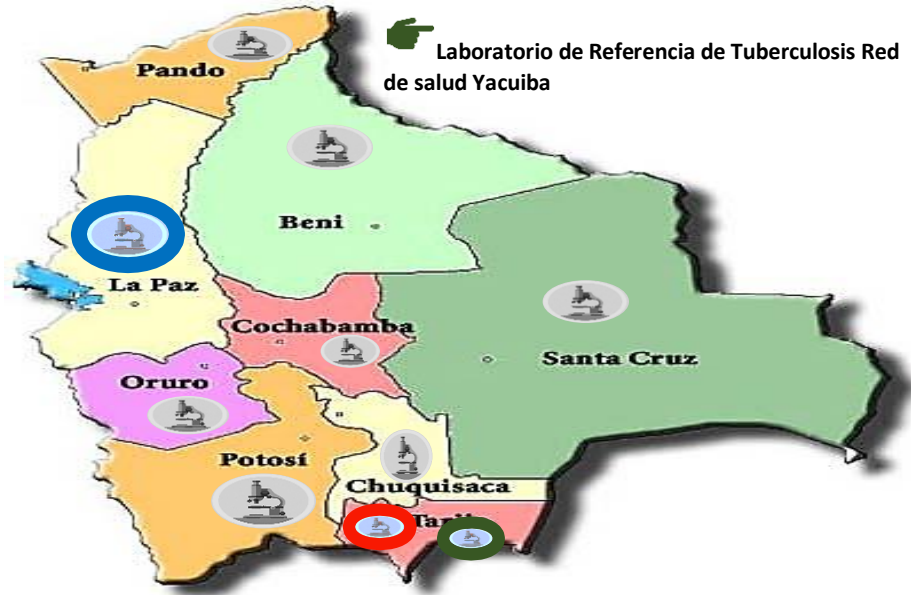 Laboratorio de Referencia de Tuberculosis Red
de salud Yacuiba
Pando
Beni
La Paz
Cochabamba
Santa Cruz
Oruro
Potosí
Chuquisaca